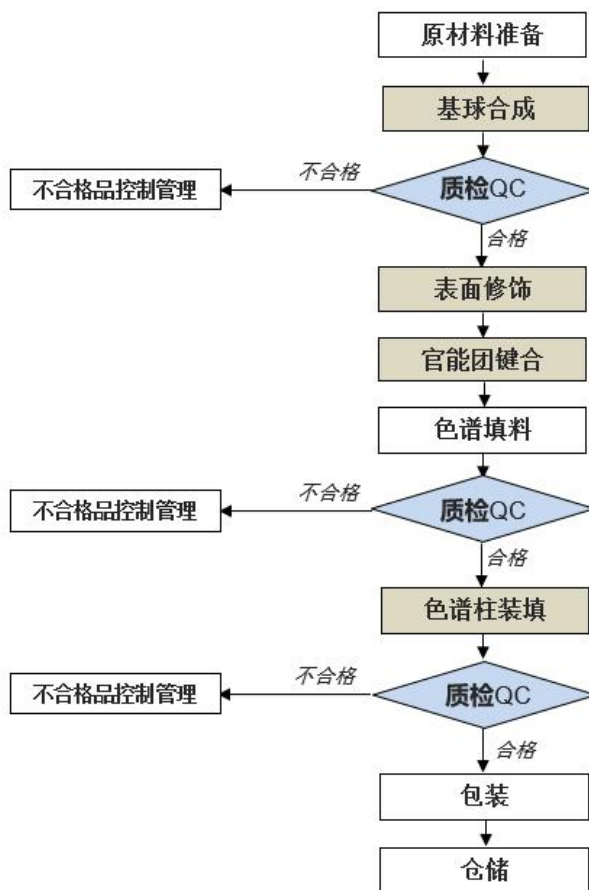 原材料准备
基球合成
不合格
不合格品控制管理
质检QC
合格
表面修饰
官能团键合
色谱填料
不合格
不合格品控制管理
质检QC
合格
色谱柱装填
不合格
不合格品控制管理
质检QC
合格
包装
仓储